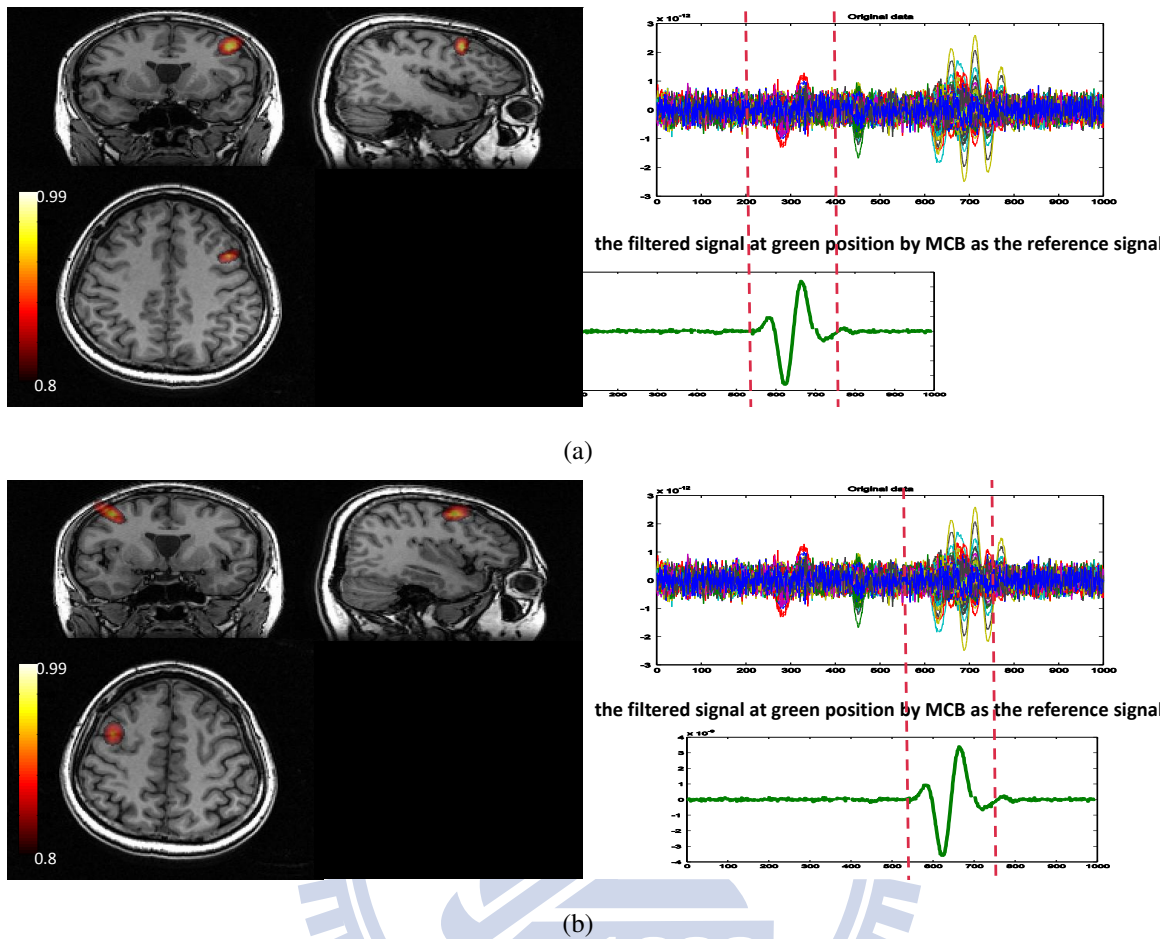 Original data
× 10⁻¹²
3
2
1
0
-1
-2
-3
0 100 200 300 400 500 600 700 800 900 1000
0.99
0.8
the filtered signal at green position by MCB as the reference signal
200 300 400 500 600 700 800 900 1000
(a)
Original data
× 10⁻¹²
3
2
1
0
-1
-2
-3
0 100 200 300 400 500 600 700 800 900 1000
0.99
0.8
the filtered signal at green position by MCB as the reference signal
4
3
2
1
0
-1
-2
-3
-4
0 100 200 300 400 500 600 700 800 900 1000
(b)